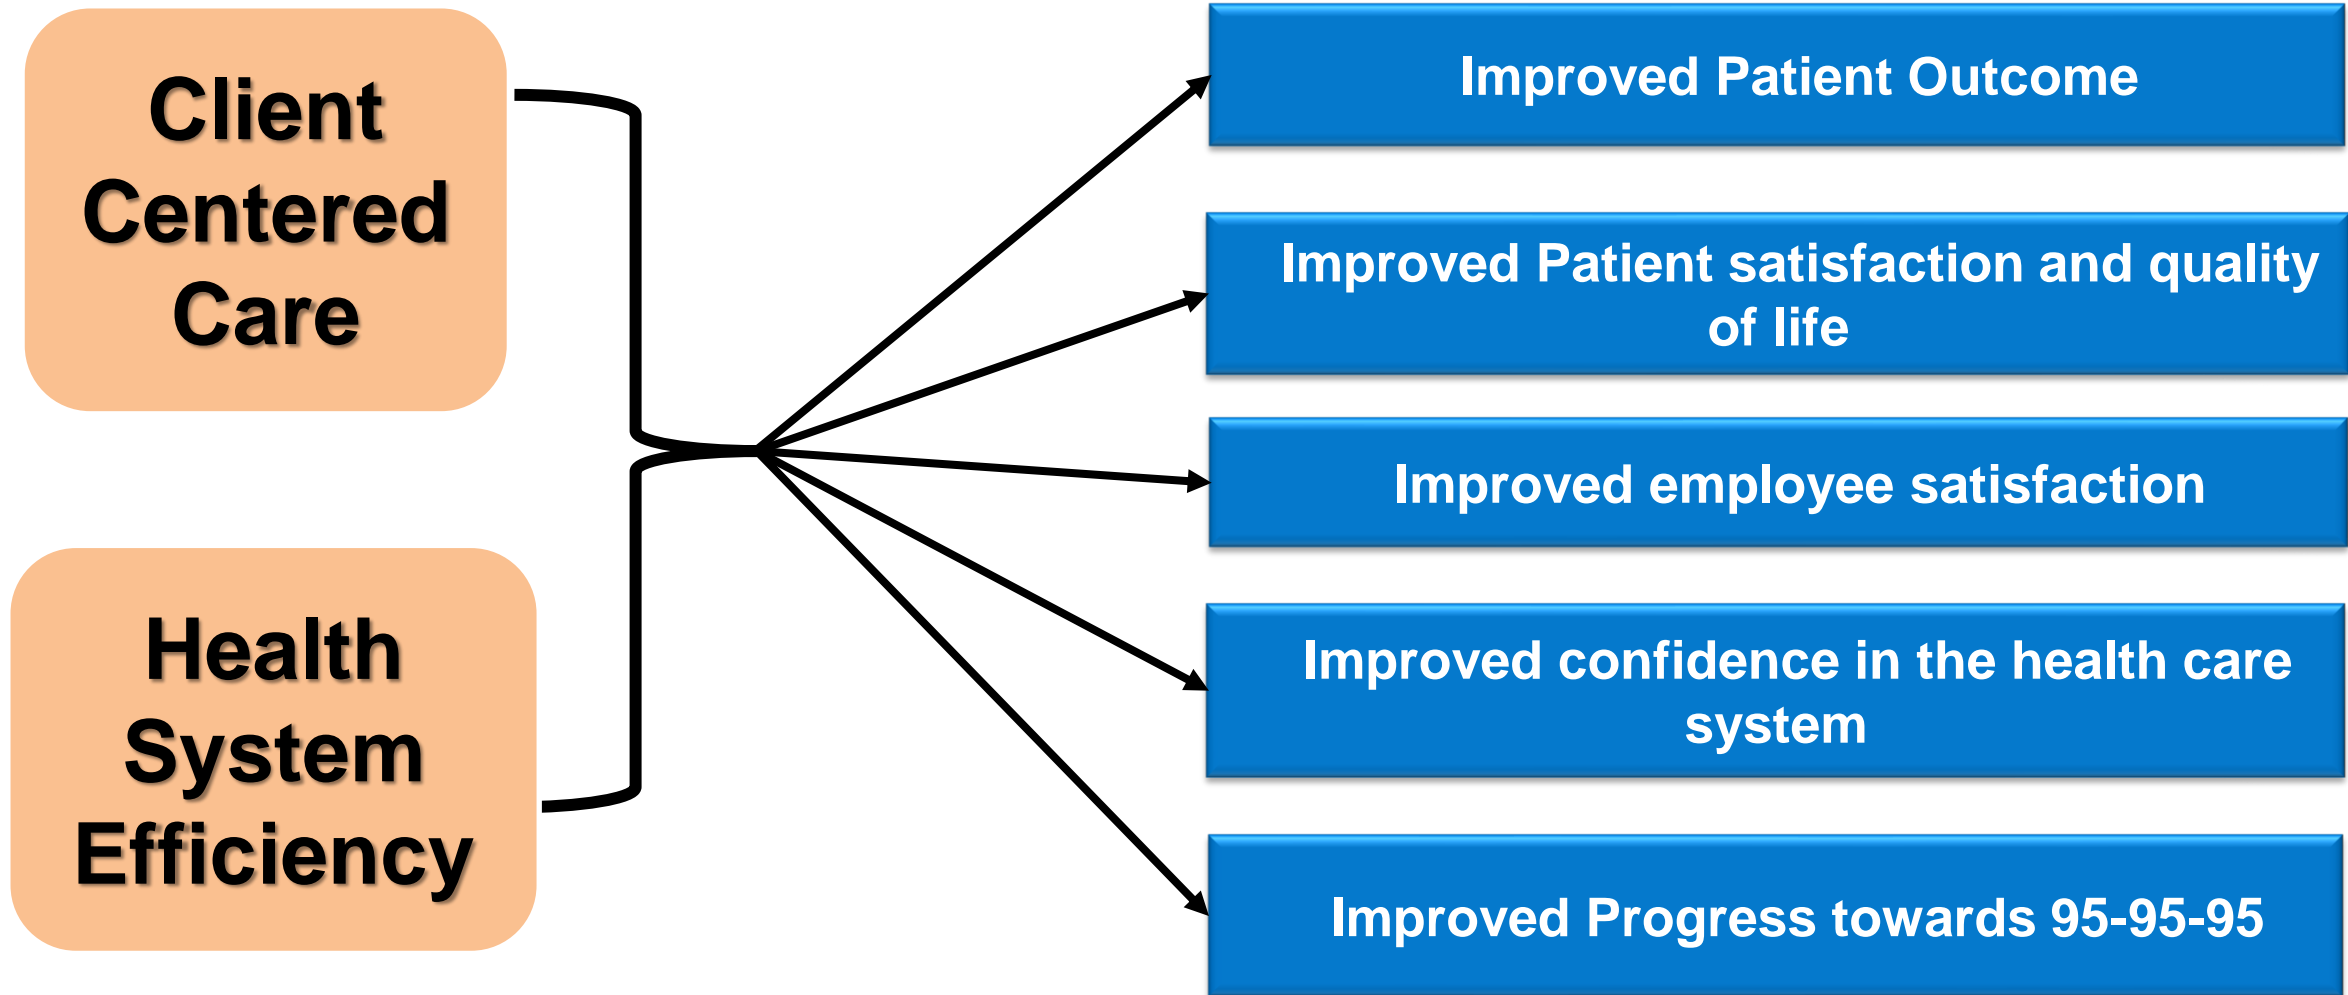 Client
Centered
Care
Health
System
Efficiency
Improved Patient Outcome
Improved Patient satisfaction and quality
of life
Improved employee satisfaction
Improved confidence in the health care
system
Improved Progress towards 95-95-95